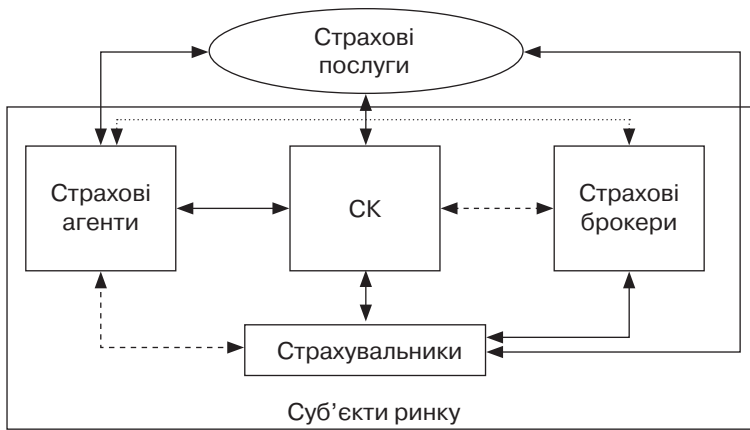 Страхові
послуги
Страхові
агенти
СК
Страхові
брокери
Страхувальники
Суб’єкти ринку